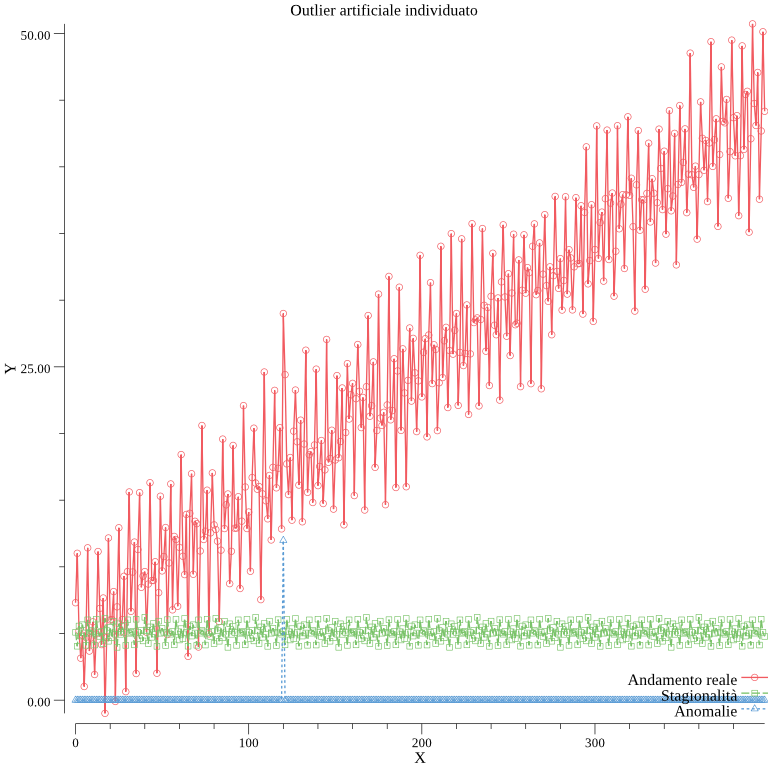 Outlier artificiale individuato
50.00
25.00
0.00
Y
Andamento reale
Stagionalità
Anomalie
0
100
200
300
X